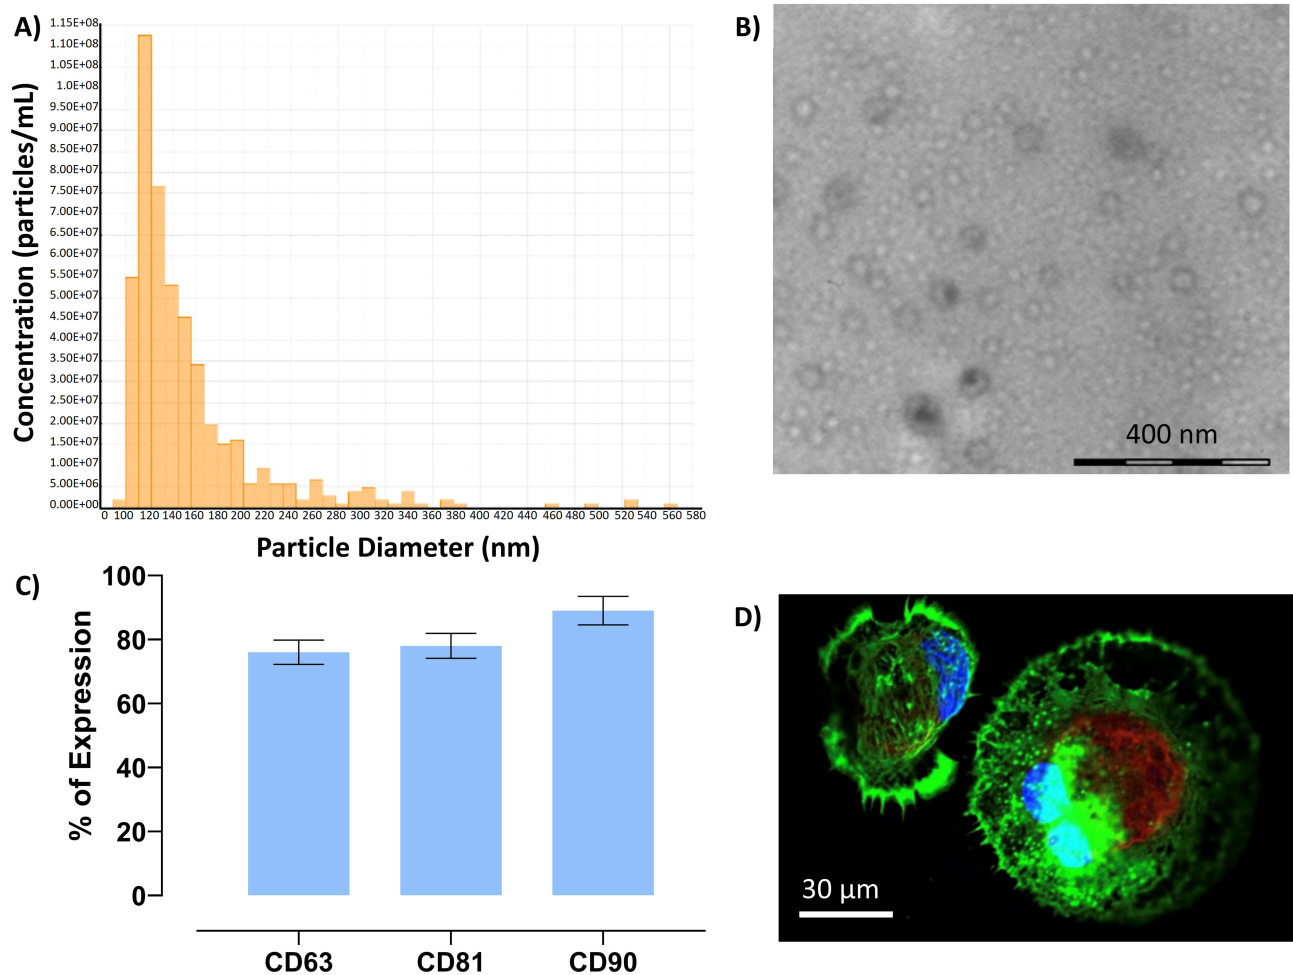 A)
Concentration (particles/mL)
1.15E+08
1.10E+08
1.05E+08
1.0E+08
9.50E+07
9.00E+07
8.50E+07
8.00E+07
7.50E+07
7.00E+07
6.50E+07
6.00E+07
5.50E+07
5.00E+07
4.50E+07
4.00E+07
3.50E+07
3.00E+07
2.50E+07
2.00E+07
1.50E+07
1.00E+07
5.00E+06
0.00E+00
0 100 120 140 160 180 200 220 240 260 280 300 320 340 360 380 400 420 440 460 480 500 520 540 560 580
Particle Diameter (nm)
B)
400 nm
C)
% of Expression
100
80
60
40
20
0
CD63 CD81 CD90
D)
30 µm